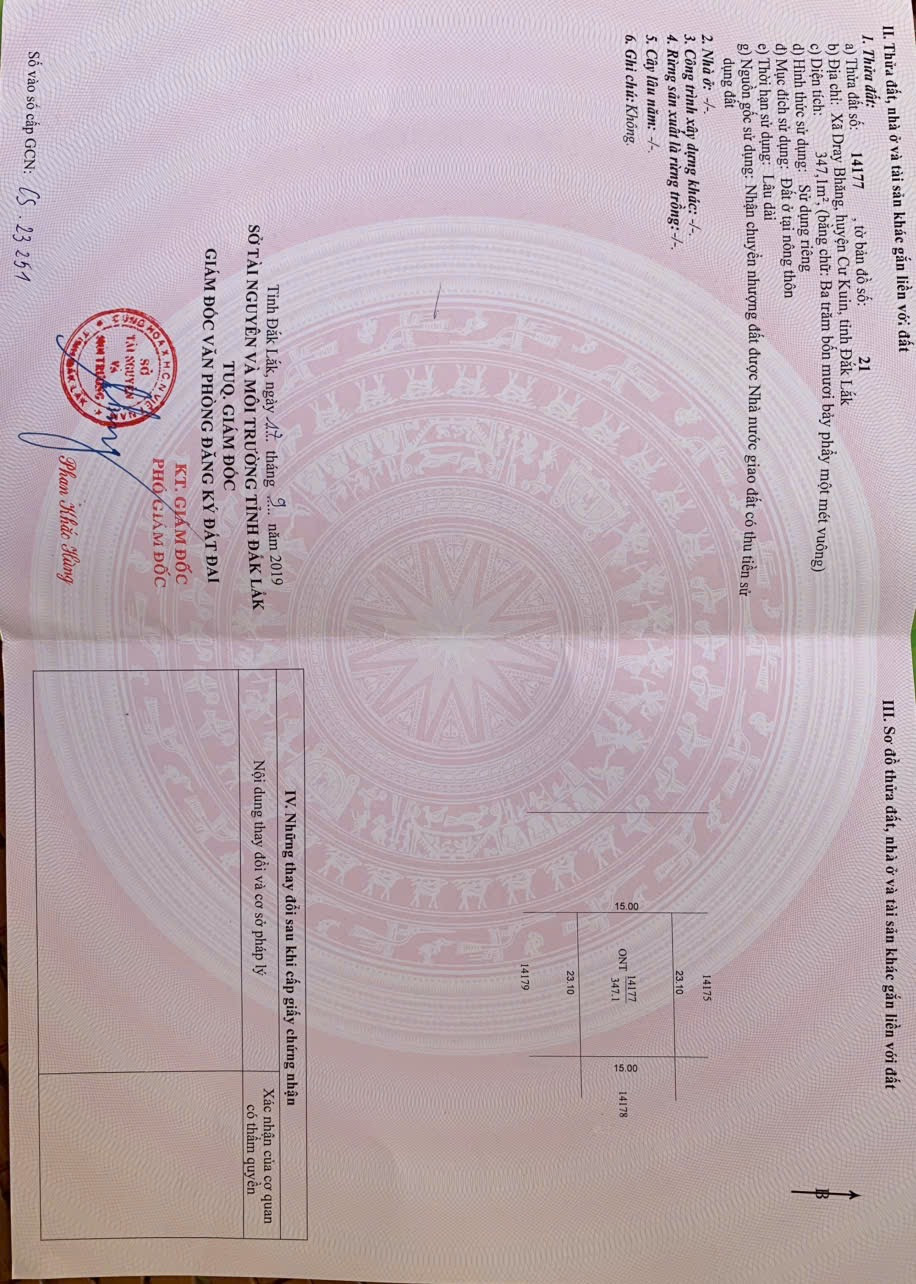 II. Thửa đất, nhà ở và tài sản khác gắn liền với đất
1. Thửa đất:
a) Thửa đất số: 14177 , tờ bản đồ số: 21
b) Địa chỉ: Xã Dray Bhăng, huyện Cư Kuin, tỉnh Đắk Lắk
c) Diện tích: 347,1m², (bằng chữ: Ba trăm bốn mươi bảy phẩy một mét vuông)
d) Hình thức sử dụng: Sử dụng riêng
đ) Mục đích sử dụng: Đất ở tại nông thôn
e) Thời hạn sử dụng: Lâu dài
g) Nguồn gốc sử dụng: Nhận chuyển nhượng đất được Nhà nước giao đất có thu tiền sử
dụng đất
2. Nhà ở: -/-.
3. Công trình xây dựng khác: -/-.
4. Rừng sản xuất là rừng trồng: -/-.
5. Cây lâu năm: -/-.
6. Ghi chú: Không.
Tỉnh Đắk Lắk, ngày 17 tháng 9 năm 2019
SỞ TÀI NGUYÊN VÀ MÔI TRƯỜNG TỈNH ĐẮK LẮK
TUQ. GIÁM ĐỐC
GIÁM ĐỐC VĂN PHÒNG ĐĂNG KÝ ĐẤT ĐAI
KT. GIÁM ĐỐC
PHÓ GIÁM ĐỐC
SỞ
TÀI NGUYÊN
VÀ
MÔI TRƯỜNG
Phan Khắc Hùng
Số vào sổ cấp GCN: CS.23251
III. Sơ đồ thửa đất, nhà ở và tài sản khác gắn liền với đất
B
14175
23.10
15.00
ONT 14177
347.1
15.00
14178
23.10
14179
IV. Những thay đổi sau khi cấp giấy chứng nhận
Nội dung thay đổi và cơ sở pháp lý
Xác nhận của cơ quan
có thẩm quyền